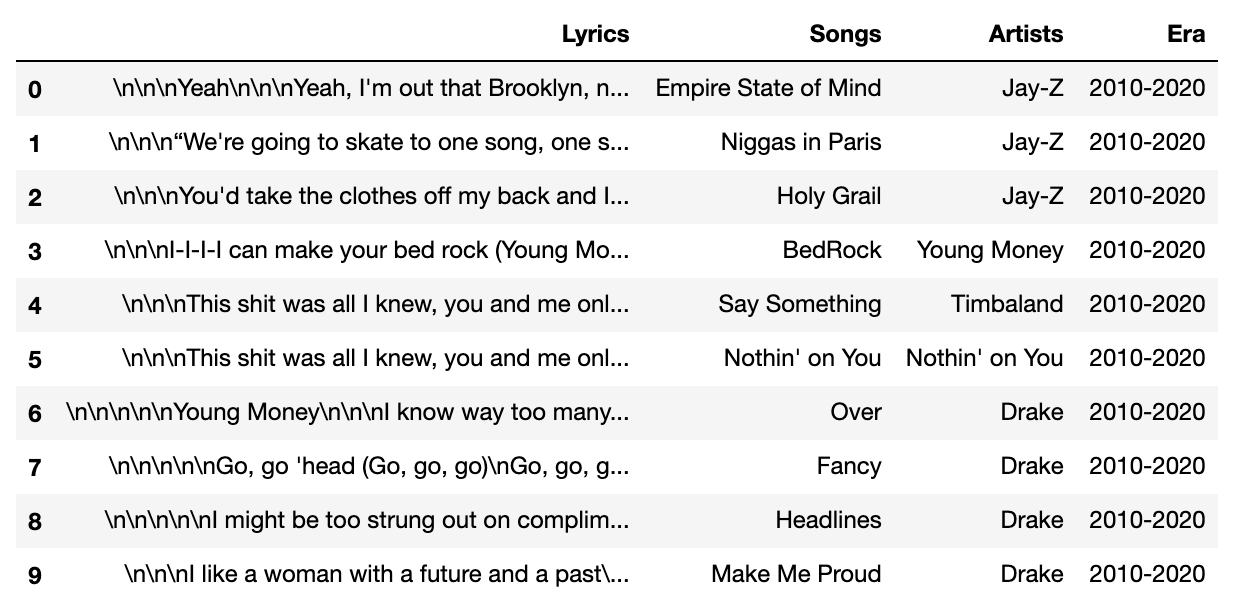 Lyrics Songs Artists Era
0 \n\n\nYeah\n\n\nYeah, I'm out that Brooklyn, n... Empire State of Mind Jay-Z 2010-2020
1 \n\n\n“We're going to skate to one song, one s... Niggas in Paris Jay-Z 2010-2020
2 \n\n\nYou'd take the clothes off my back and I... Holy Grail Jay-Z 2010-2020
3 \n\n\nI-I-I-I can make your bed rock (Young Mo... BedRock Young Money 2010-2020
4 \n\n\nThis shit was all I knew, you and me onl... Say Something Timbaland 2010-2020
5 \n\n\nThis shit was all I knew, you and me onl... Nothin' on You Nothin' on You 2010-2020
6 \n\n\n\n\nYoung Money\n\n\nI know way too many... Over Drake 2010-2020
7 \n\n\n\n\nGo, go 'head (Go, go, go)\nGo, go, g... Fancy Drake 2010-2020
8 \n\n\n\n\nI might be too strung out on complim... Headlines Drake 2010-2020
9 \n\n\nI like a woman with a future and a past\... Make Me Proud Drake 2010-2020